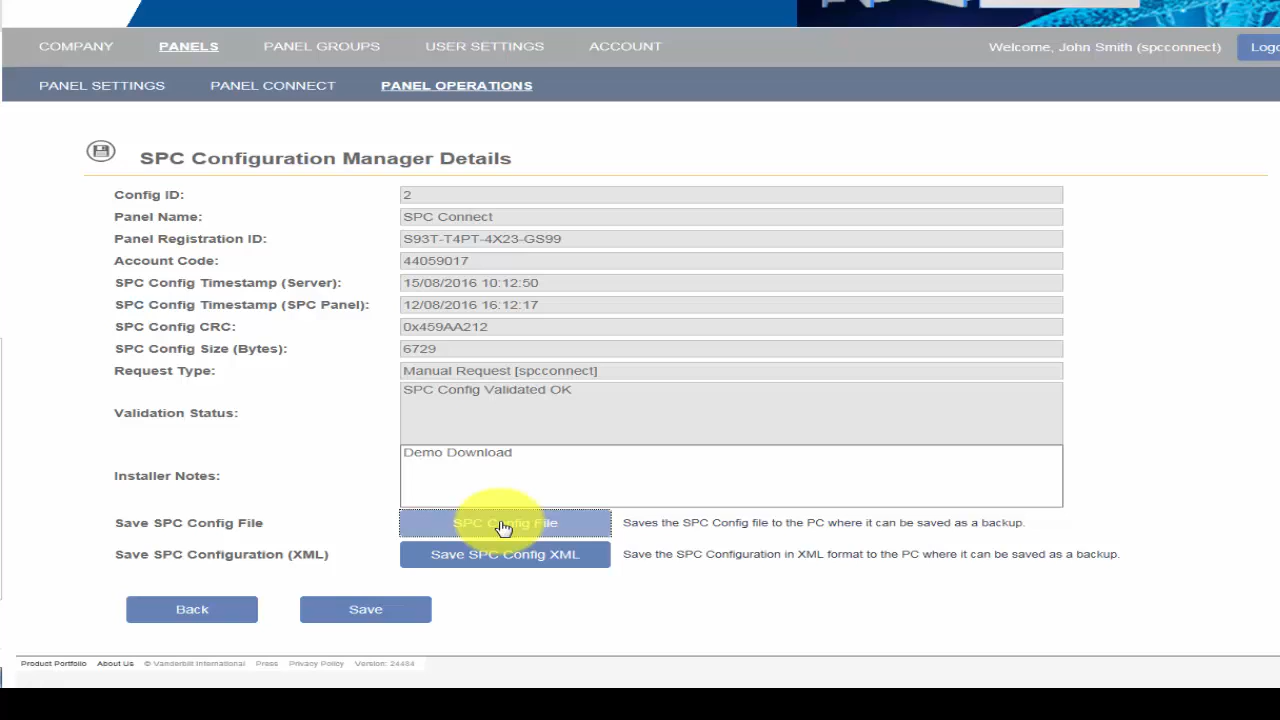 COMPANY PANELS PANEL GROUPS USER SETTINGS ACCOUNT Welcome, John Smith (spcconnect)
PANEL SETTINGS PANEL CONNECT PANEL OPERATIONS
SPC Configuration Manager Details
Config ID: 2
Panel Name: SPC Connect
Panel Registration ID: S93T-T4PT-4X23-GS99
Account Code: 44059017
SPC Config Timestamp (Server): 15/08/2016 10:12:50
SPC Config Timestamp (SPC Panel): 12/08/2016 16:12:17
SPC Config CRC: 0x459AA212
SPC Config Size (Bytes): 6729
Request Type: Manual Request [spcconnect]
SPC Config Validated OK
Validation Status:
Demo Download
Installer Notes:
Save SPC Config File SPC Config File Saves the SPC Config file to the PC where it can be saved as a backup.
Save SPC Configuration (XML) Save SPC Config XML Save the SPC Configuration in XML format to the PC where it can be saved as a backup.
Back Save
Product Portfolio About Us © Vanderbilt International Press Privacy Policy Version: 24484